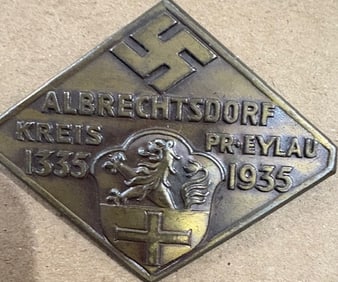 ALBRECHTSDORF
KREIS PR-EYLAU
1335 1935